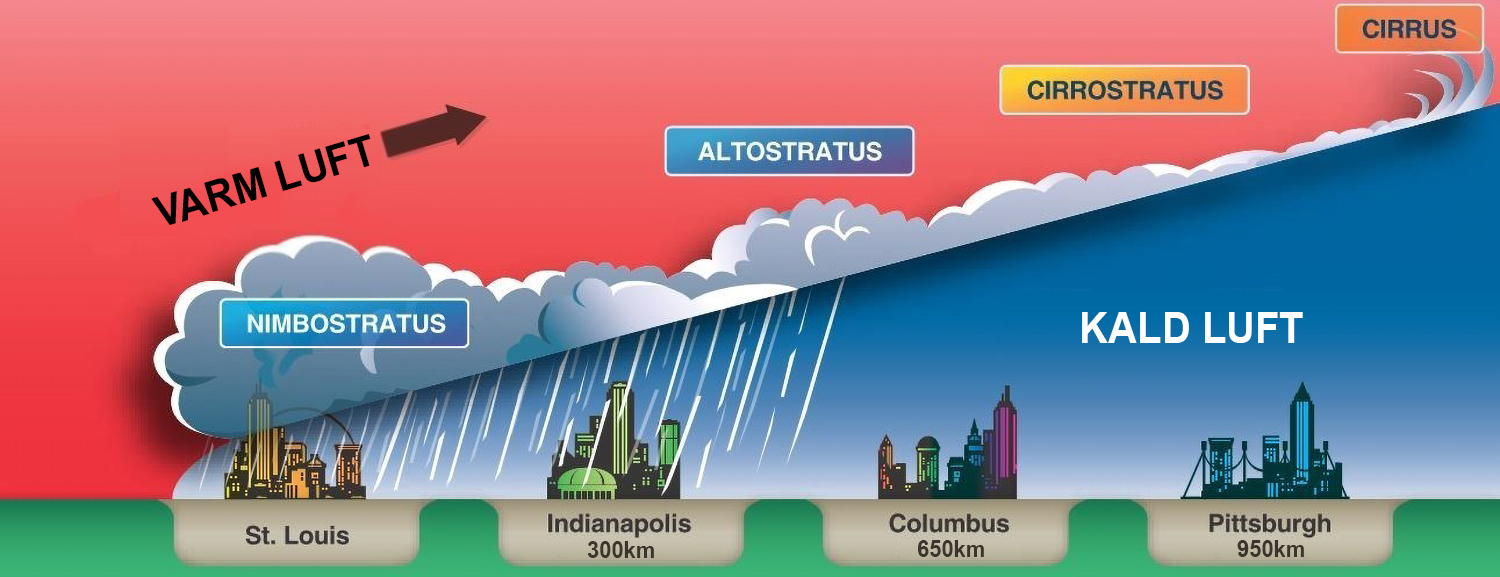 CIRRUS
CIRROSTRATUS
ALTOSTRATUS
VARM LUFT
NIMBOSTRATUS
KALD LUFT
St. Louis
Indianapolis
300km
Columbus
650km
Pittsburgh
950km